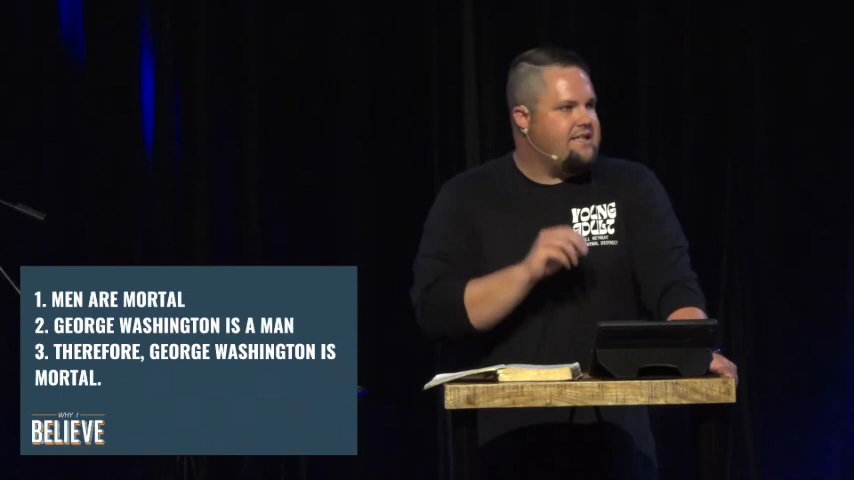 YOUNG
ADULT
1. MEN ARE MORTAL
2. GEORGE WASHINGTON IS A MAN
3. THEREFORE, GEORGE WASHINGTON IS
MORTAL.
WHY I
BELIEVE